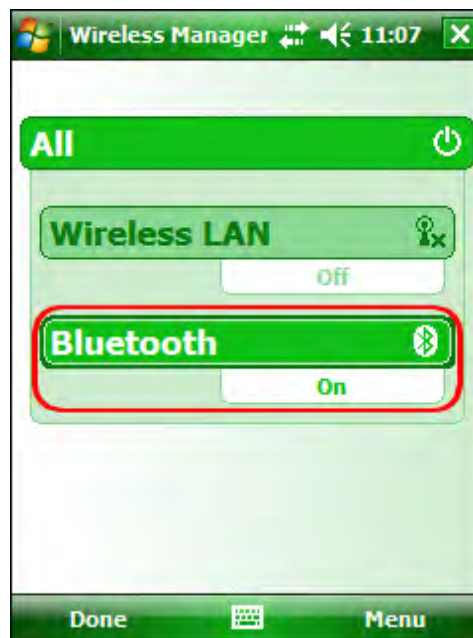 Wireless Manager 11:07
All
Wireless LAN
Off
Bluetooth
On
Done Menu